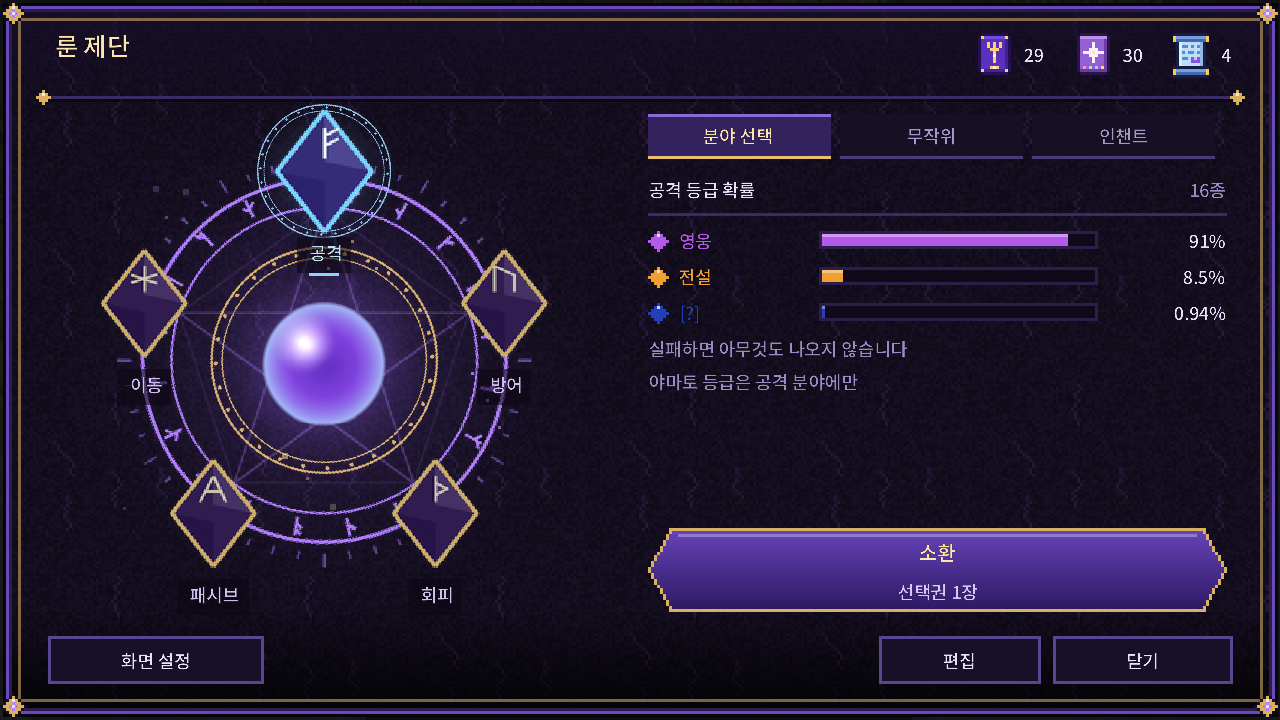 룬 제단
29
30
4
분야 선택
무작위
인챈트
공격 등급 확률
16종
영웅
91%
전설
8.5%
[?]
0.94%
실패하면 아무것도 나오지 않습니다
야마토 등급은 공격 분야에만
공격
이동
방어
패시브
회피
소환
선택권 1장
화면 설정
편집
닫기